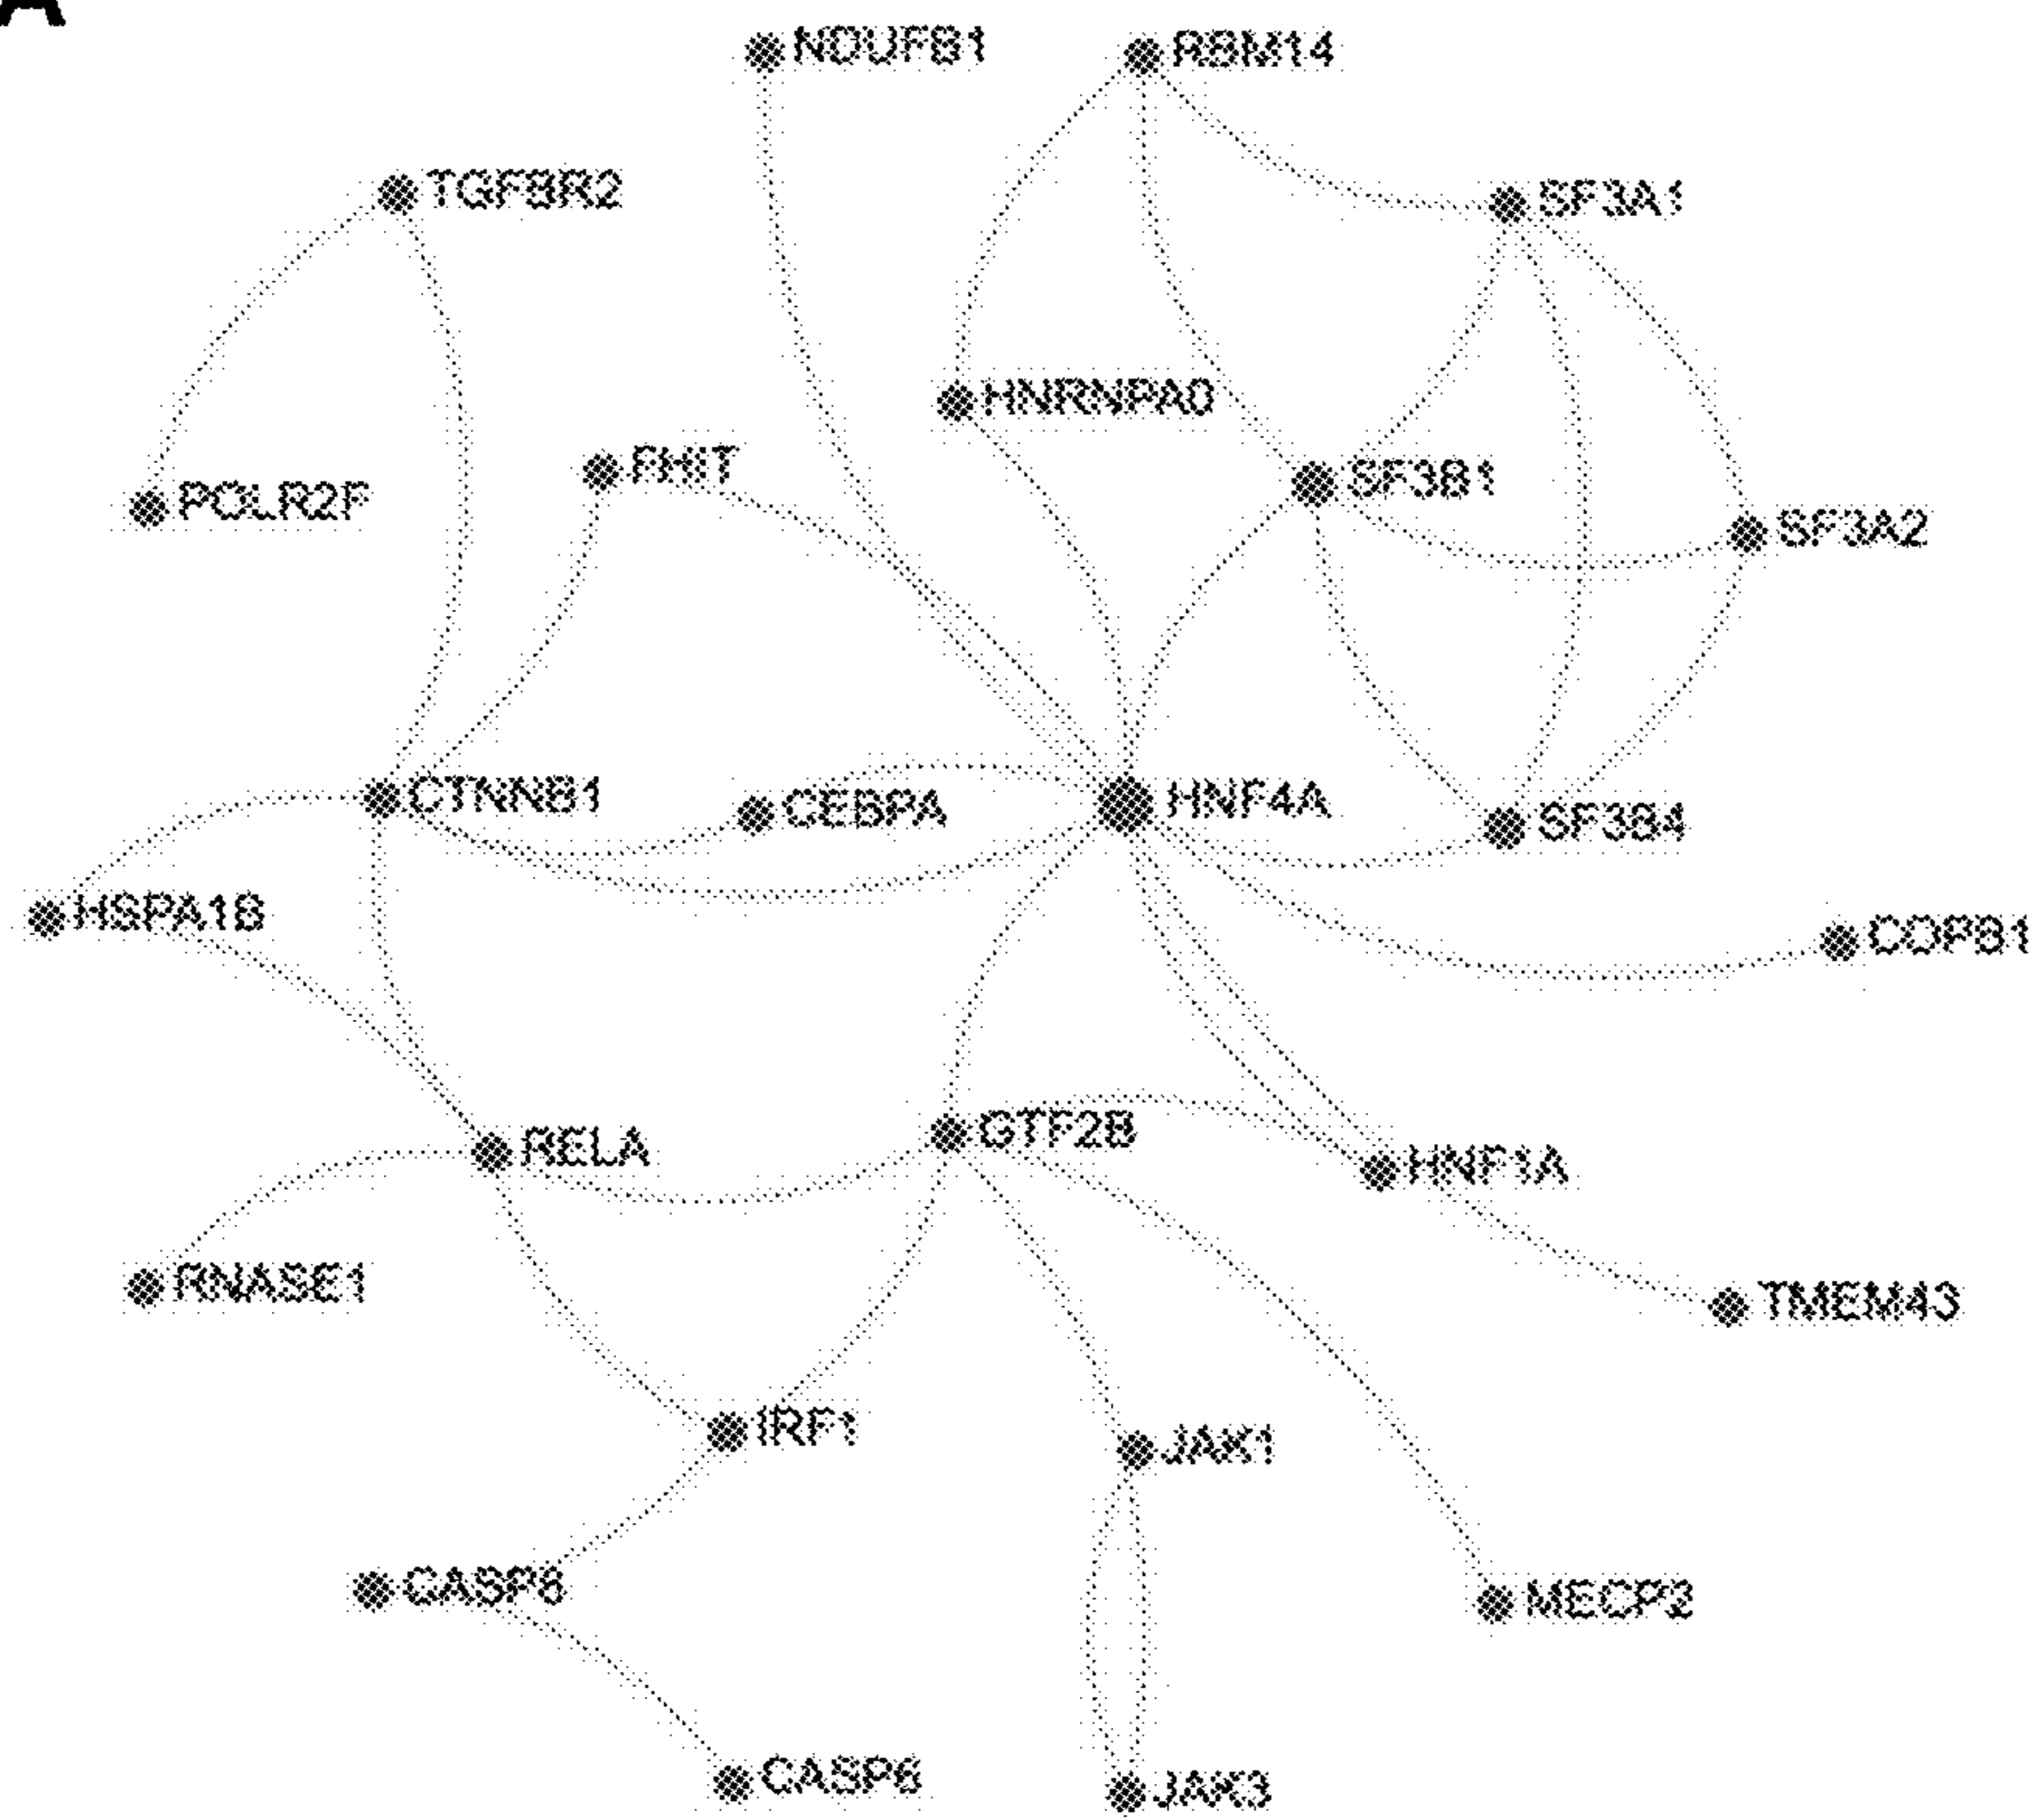 A
NDUFB1
RBM14
TGFBR2
SF3A1
HNRNPA0
FHIT
SF3B1
POLR2F
SF3A2
CTNNB1
CEBPA
HNF4A
SF3B4
HSPA1B
COPB1
GTF2B
RELA
HNF1A
RNASE1
TMEM43
IRF1
JAK1
CASP8
MECP2
CASP6
JAK3